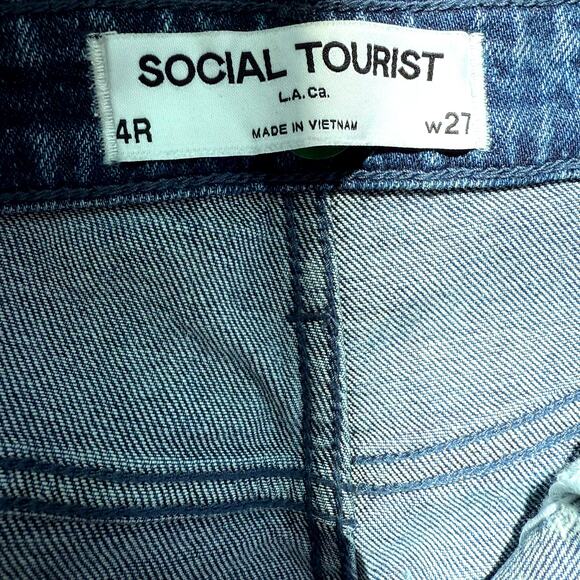 SOCIAL TOURIST
L.A. Ca.
4R MADE IN VIETNAM W27